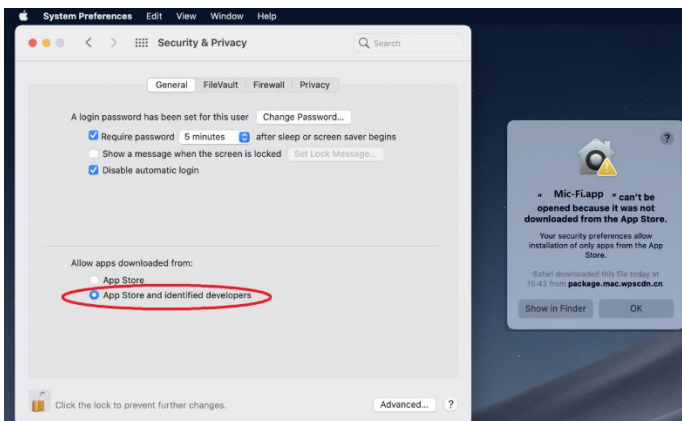 System Preferences Edit View Window Help
Security & Privacy
Search
General FileVault Firewall Privacy
A login password has been set for this user Change Password...
Require password 5 minutes after sleep or screen saver begins
Show a message when the screen is locked Set Lock Message...
Disable automatic login
Allow apps downloaded from:
App Store
App Store and identified developers
Click the lock to prevent further changes.
Advanced... ?
?
" Mic-Fi.app " can't be
opened because it was not
downloaded from the App Store.
Your security preferences allow
installation of only apps from the App
Store.
Safari downloaded this file today at
15:43 from package.mac.wpscdn.cn.
Show in Finder OK